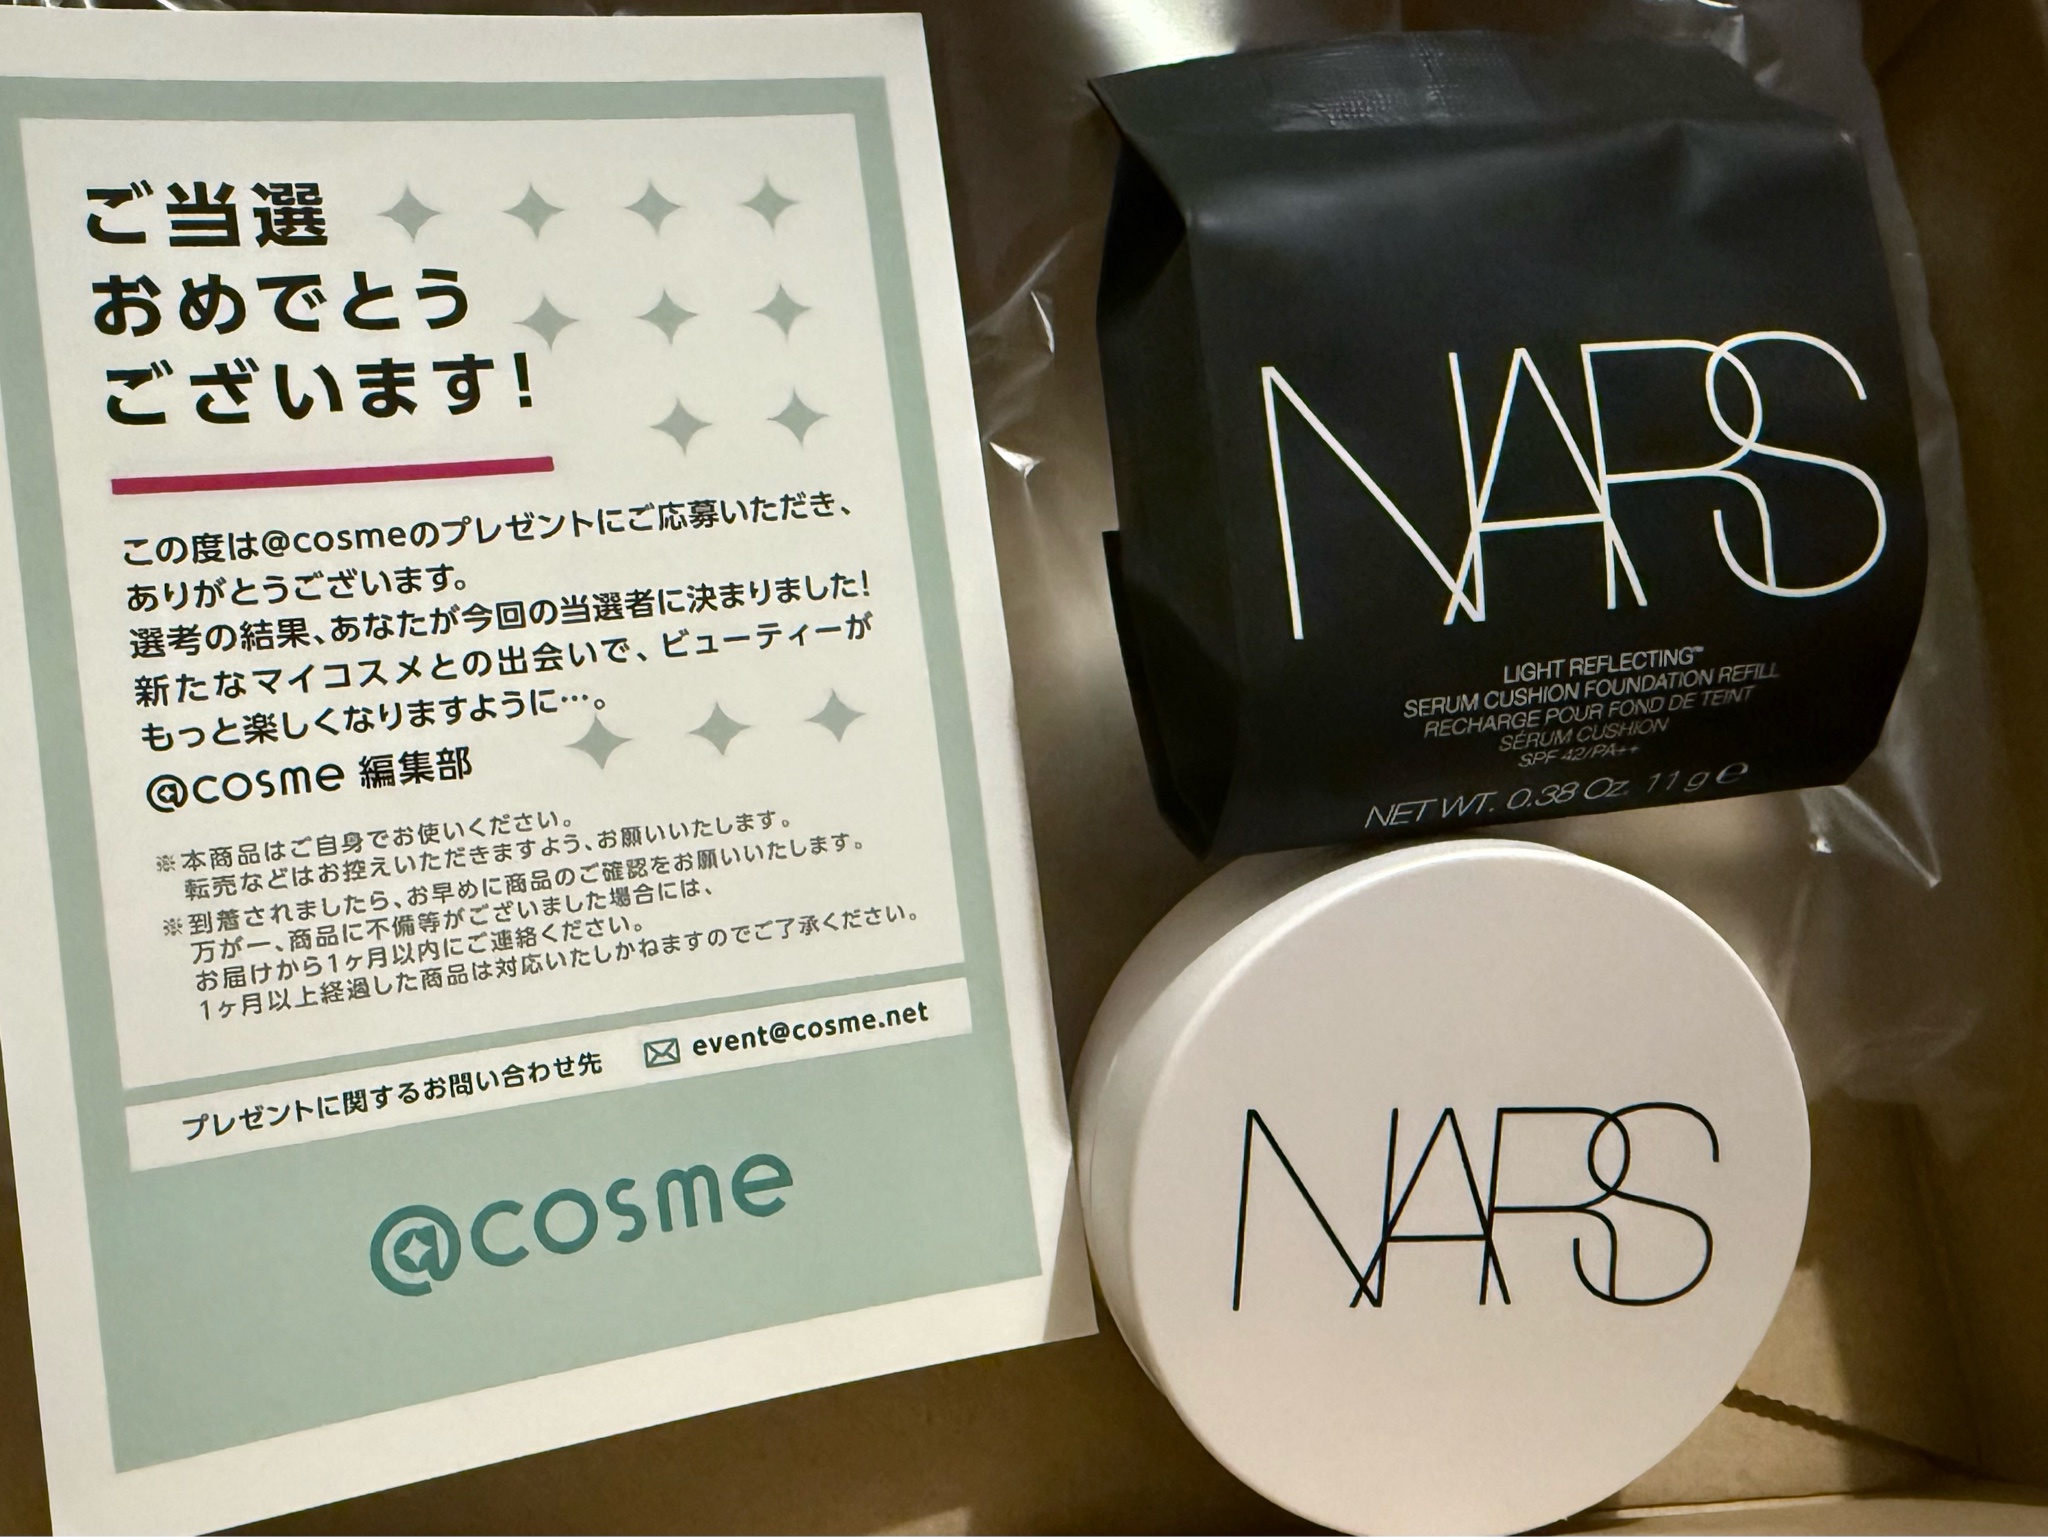 ご当選
おめでとう
ございます!
この度は@cosmeのプレゼントにご応募いただき、
ありがとうございます。
選考の結果、あなたが今回の当選者に決まりました!
新たなマイコスメとの出会いで、ビューティーが
もっと楽しくなりますように…。
@cosme 編集部
※本商品はご自身でお使いください。
転売などはお控えいただきますよう、お願いいたします。
※到着されましたら、お早めに商品のご確認をお願いいたします。
万が一、商品に不備等がございました場合には、
お届けから1ヶ月以内にご連絡ください。
1ヶ月以上経過した商品は対応いたしかねますのでご了承ください。
プレゼントに関するお問い合わせ先 event@cosme.net
@cosme
NARS
LIGHT REFLECTING™
SERUM CUSHION FOUNDATION REFILL
RECHARGE POUR FOND DE TEINT
SÉRUM CUSHION
SPF 42/PA++
NET WT. 0.38 Oz. 11 g ℮
NARS